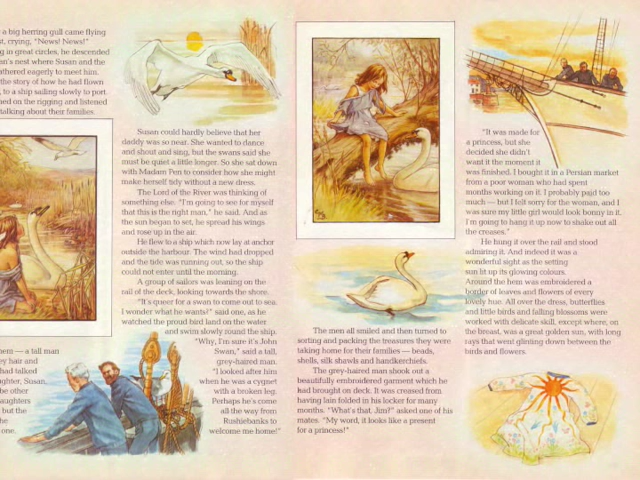 a big herring gull came flying
st, crying, "News! News!"
g in great circles, he descended
en's nest where Susan and the
thered eagerly to meet him.
the story of how he had flown
, to a ship sailing slowly to port.
ned on the rigging and listened
talking about their families.
hem — a tall man
ey hair and
had talked
ughter, Susan,
he other
aughters
but the
he
one.
Susan could hardly believe that her
daddy was so near. She wanted to dance
and shout and sing, but the swans said she
must be quiet a little longer. So she sat down
with Madam Pen to consider how she might
make herself tidy without a new dress.
The Lord of the River was thinking of
something else. "I'm going to see for myself
that this is the right man," he said. And as
the sun began to set, he spread his wings
and rose up in the air.
He flew to a ship which now lay at anchor
outside the harbour. The wind had dropped
and the tide was running out, so the ship
could not enter until the morning.
A group of sailors was leaning on the
rail of the deck, looking towards the shore.
"It's queer for a swan to come out to sea.
I wonder what he wants?" said one, as he
watched the proud bird land on the water
and swim slowly round the ship.
"Why, I'm sure it's John
Swan," said a tall,
grey-haired man.
"I looked after him
when he was a cygnet
with a broken leg.
Perhaps he's come
all the way from
Rushiebanks to
welcome me home!"
The men all smiled and then turned to
sorting and packing the treasures they were
taking home for their families — beads,
shells, silk shawls and handkerchiefs.
The grey-haired man shook out a
beautifully embroidered garment which he
had brought on deck. It was creased from
having lain folded in his locker for many
months. "What's that, Jim?" asked one of his
mates. "My word, it looks like a present
for a princess!"
"It was made for
a princess, but she
decided she didn't
want it the moment it
was finished. I bought it in a Persian market
from a poor woman who had spent
months working on it. I probably paid too
much — but I felt sorry for the woman, and I
was sure my little girl would look bonny in it.
I'm going to hang it up now to shake out all
the creases."
He hung it over the rail and stood
admiring it. And indeed it was a
wonderful sight as the setting
sun lit up its glowing colours.
Around the hem was embroidered a
border of leaves and flowers of every
lovely hue. All over the dress, butterflies
and little birds and falling blossoms were
worked with delicate skill, except where, on
the breast, was a great golden sun, with long
rays that went glinting down between the
birds and flowers.